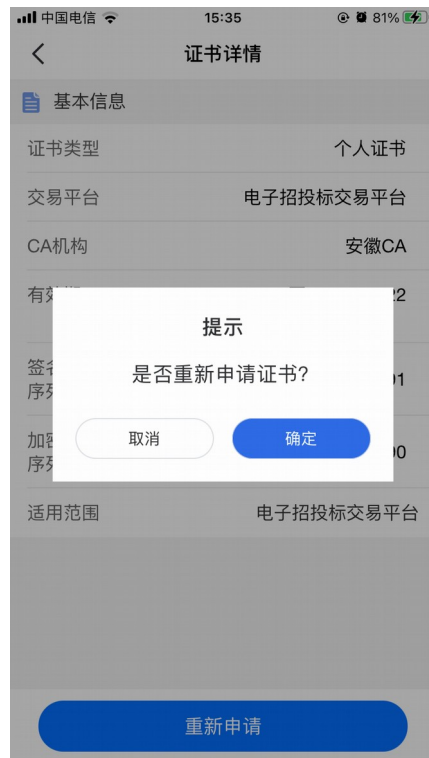 中国电信 15:35 81%
证书详情
基本信息
证书类型 个人证书
交易平台 电子招投标交易平台
CA机构 安徽CA
提示
是否重新申请证书?
取消 确定
适用范围 电子招投标交易平台
重新申请